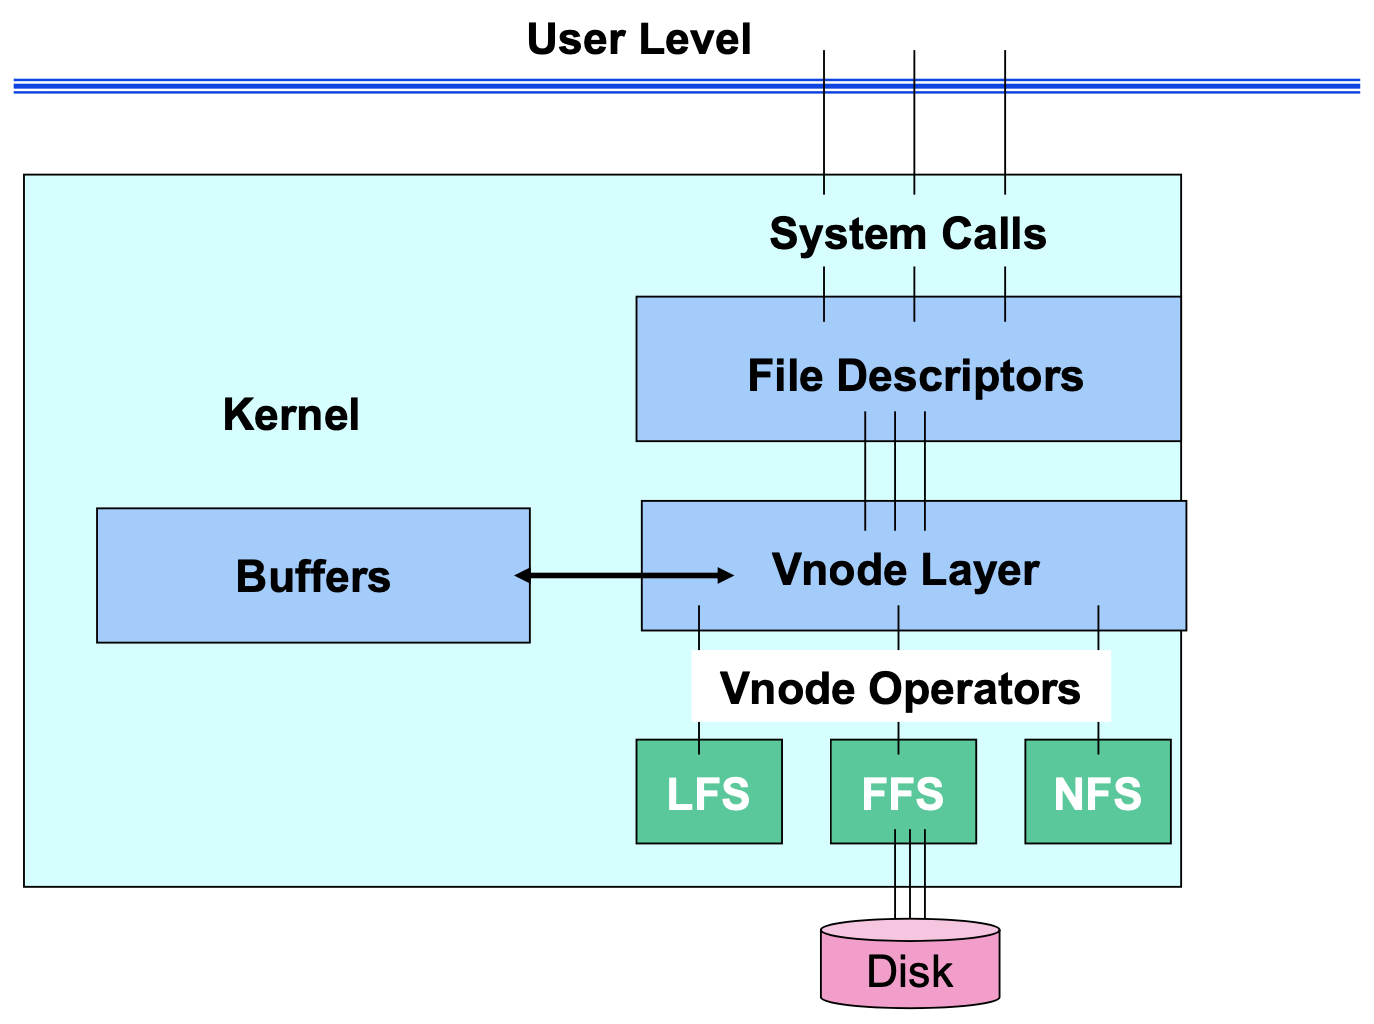 User Level
System Calls
File Descriptors
Kernel
Buffers
Vnode Layer
Vnode Operators
LFS
FFS
NFS
Disk